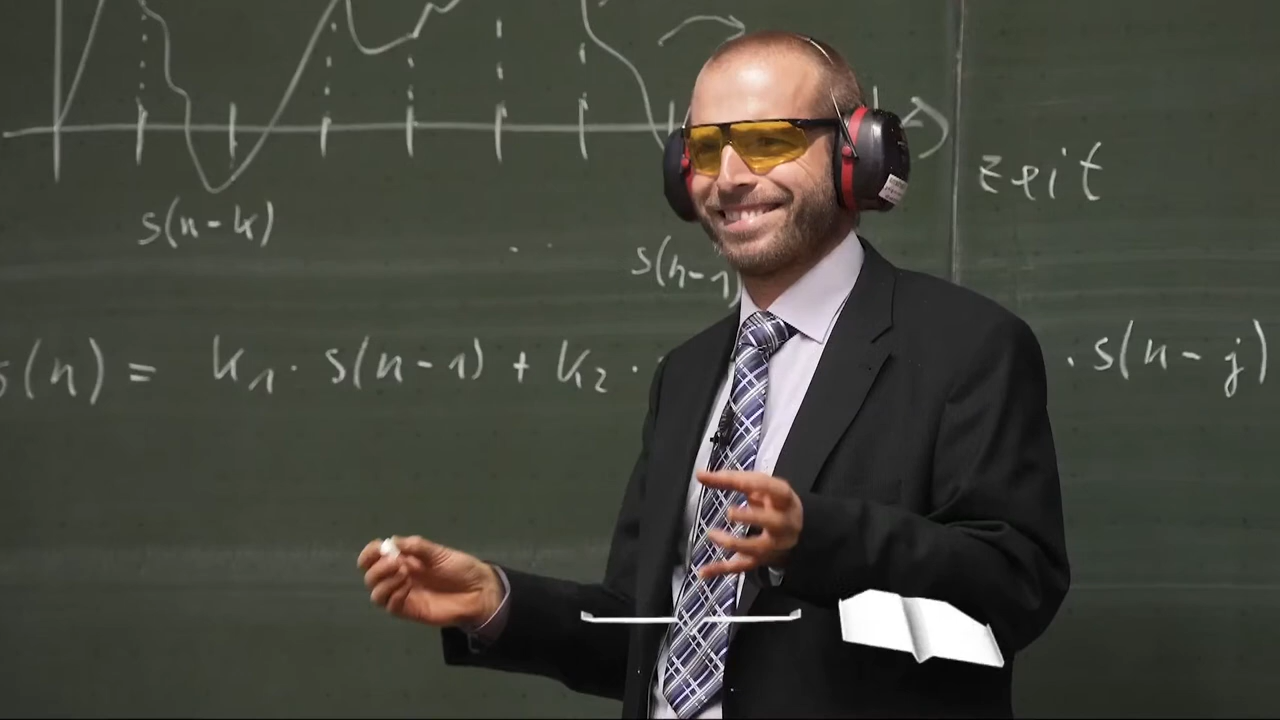 s(n-k)
Zeit
s(n-1)
s(n) = k₁ · s(n-1) + k₂ · · s(n-j)